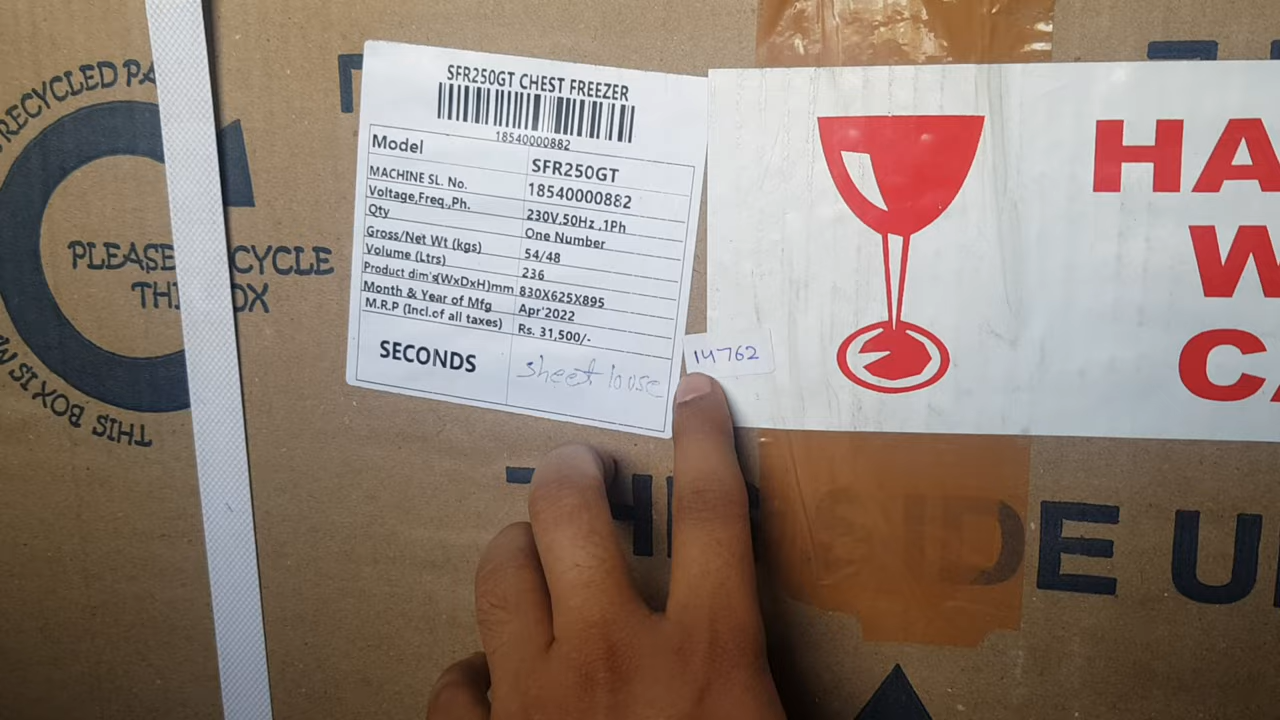 RECYCLED PA
PLEASE CYCLE
THI OX
THIS BOX IS
SFR250GT CHEST FREEZER
18540000882
Model SFR250GT
MACHINE SL. No. 18540000882
Voltage,Freq.,Ph. 230V,50Hz ,1Ph
Qty One Number
Gross/Net Wt (kgs) 54/48
Volume (Ltrs) 236
Product dim's(WxDxH)mm 830X625X895
Month & Year of Mfg Apr'2022
M.R.P (Incl.of all taxes) Rs. 31,500/-
SECONDS sheet louse
14762
HA
W
CA
SIDE U